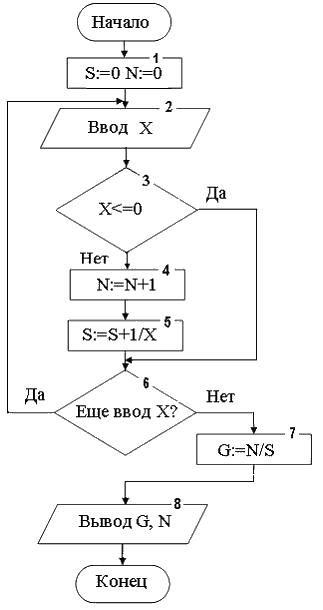 Начало
1
S:=0 N:=0
2
Ввод X
3
X<=0
Да
Нет
4
N:=N+1
5
S:=S+1/X
6
Еще ввод X?
Да
Нет
7
G:=N/S
8
Вывод G, N
Конец